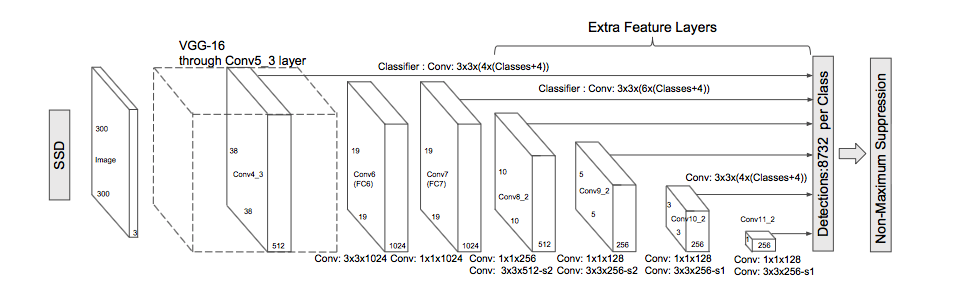 Extra Feature Layers
VGG-16
through Conv5_3 layer
Classifier : Conv: 3x3x(4x(Classes+4))
Classifier : Conv: 3x3x(6x(Classes+4))
SSD
300
Image
300
3
38
Conv4_3
38
512
19
Conv6
(FC6)
19
1024
19
Conv7
(FC7)
19
1024
10
Conv8_2
10
512
5
Conv9_2
5
256
Conv: 3x3x(4x(Classes+4))
3
Conv10_2
3
256
Conv11_2
1
256
Detections:8732 per Class
Non-Maximum Suppression
Conv: 3x3x1024
Conv: 1x1x1024
Conv: 1x1x256
Conv: 3x3x512-s2
Conv: 1x1x128
Conv: 3x3x256-s2
Conv: 1x1x128
Conv: 3x3x256-s1
Conv: 1x1x128
Conv: 3x3x256-s1